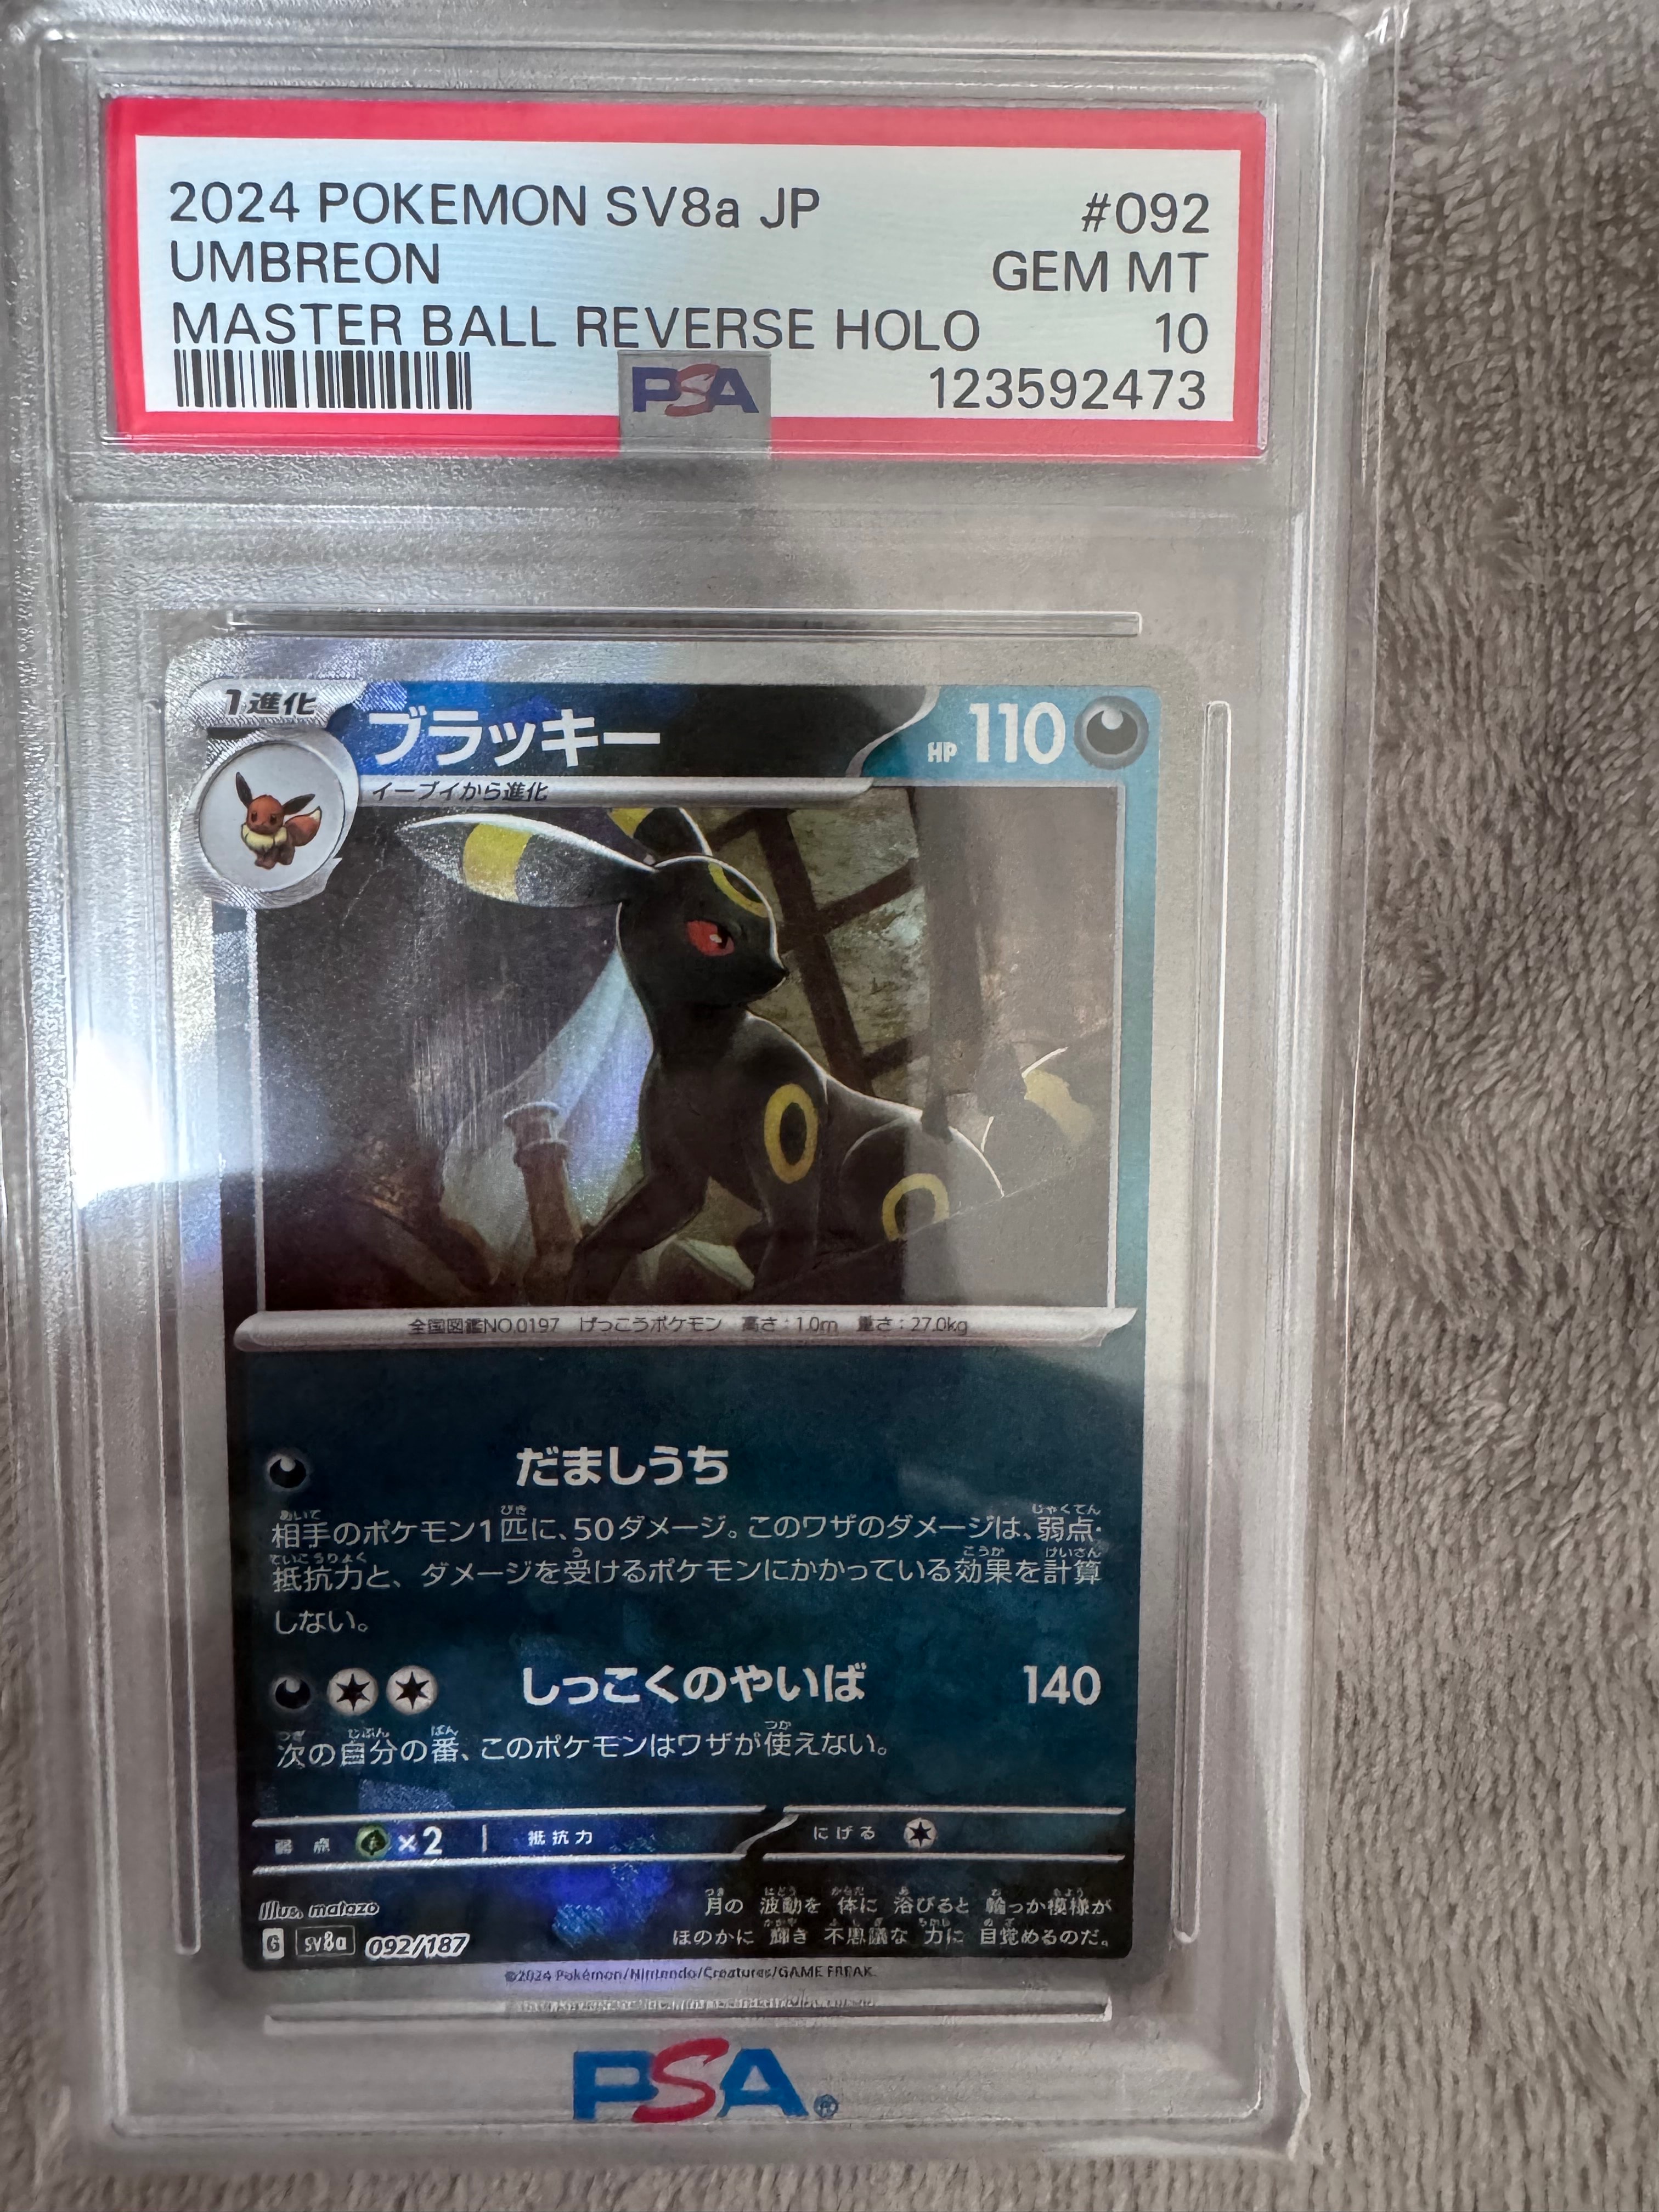 2024 POKEMON SV8a JP #092
UMBREON GEM MT
MASTER BALL REVERSE HOLO 10
PSA 123592473
1進化
ブラッキー HP 110
イーブイから進化
全国図鑑NO.0197 げっこうポケモン 高さ:1.0m 重さ:27.0kg
だましうち
相手のポケモン1匹に、50ダメージ。このワザのダメージは、弱点・
抵抗力と、ダメージを受けるポケモンにかかっている効果を計算
しない。
しっこくのやいば 140
次の自分の番、このポケモンはワザが使えない。
弱点 ×2 抵抗力 にげる
Illus. matazo
月の 波動を 体に 浴びると 輪っか模様が
ほのかに 輝き 不思議な 力に 目覚めるのだ。
G SV8a 092/187
©2024 Pokémon/Nintendo/Creatures/GAME FREAK.
PSA®